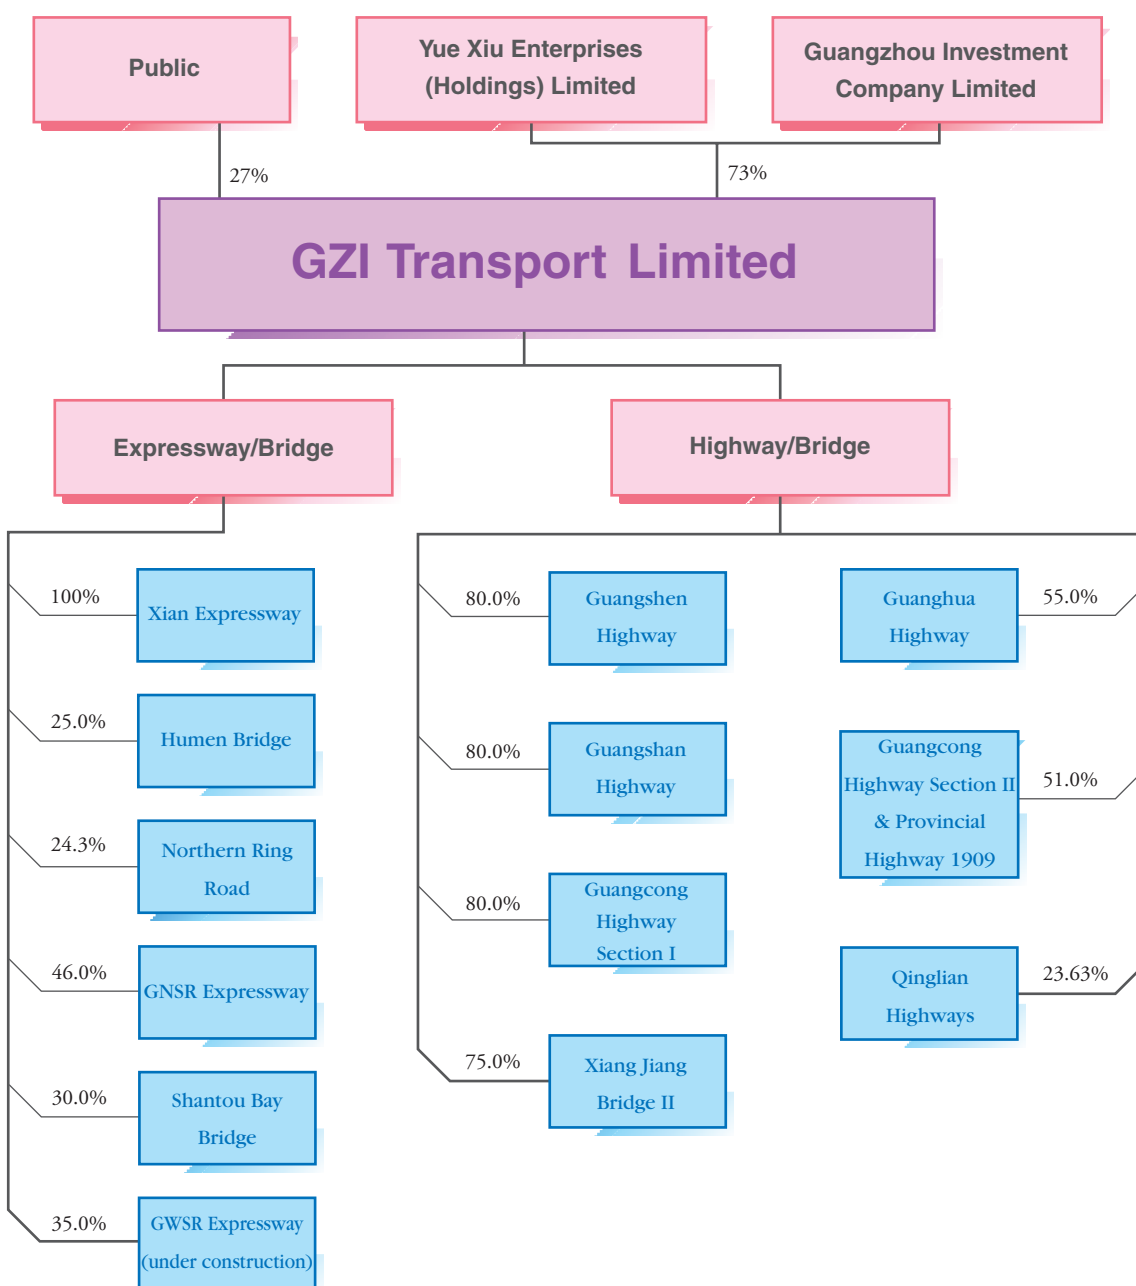 Public
Yue Xiu Enterprises
(Holdings) Limited
Guangzhou Investment
Company Limited
27%
73%
GZI Transport Limited
Expressway/Bridge
Highway/Bridge
100%
Xian Expressway
25.0%
Humen Bridge
24.3%
Northern Ring
Road
46.0%
GNSR Expressway
30.0%
Shantou Bay
Bridge
35.0%
GWSR Expressway
(under construction)
80.0%
Guangshen
Highway
80.0%
Guangshan
Highway
80.0%
Guangcong
Highway
Section I
75.0%
Xiang Jiang
Bridge II
Guanghua
Highway
55.0%
Guangcong
Highway Section II
& Provincial
Highway 1909
51.0%
Qinglian
Highways
23.63%